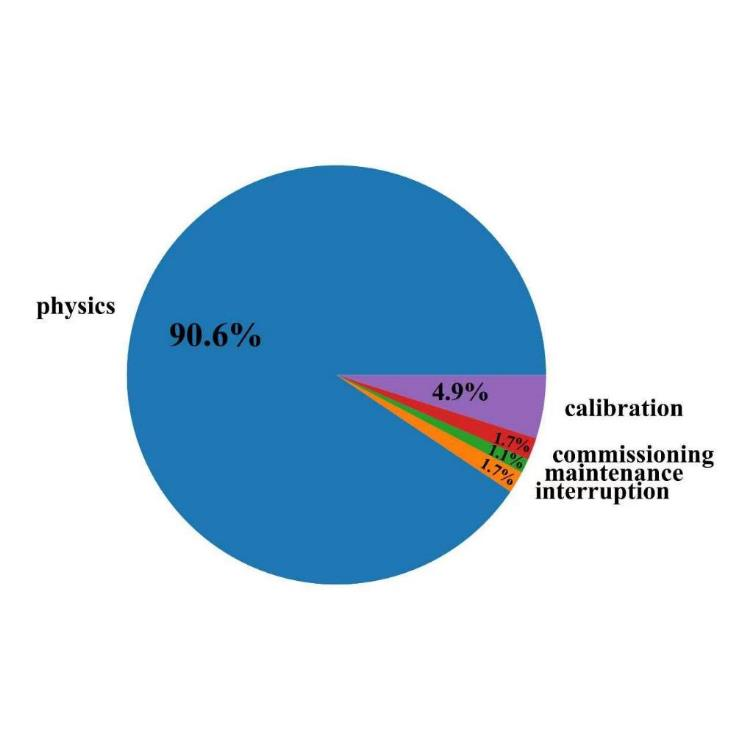 physics
90.6%
4.9%
calibration
1.7%
commissioning
1.1%
maintenance
1.7%
interruption